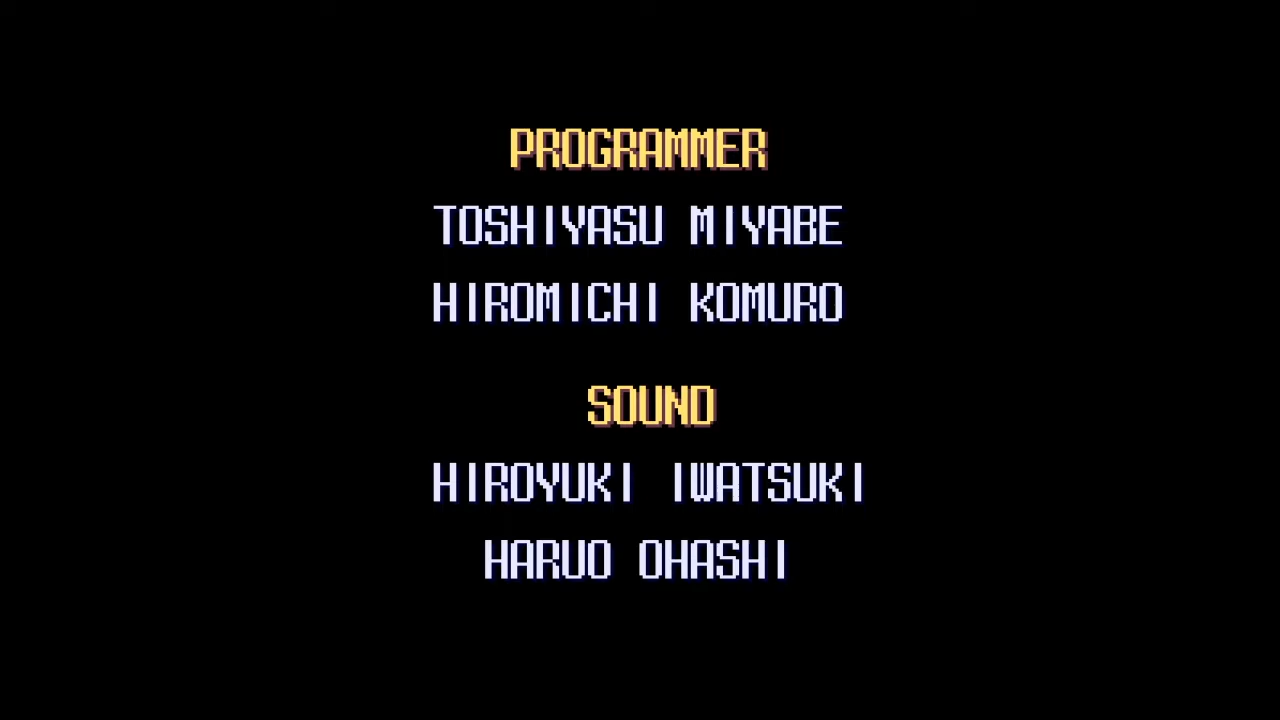 PROGRAMMER
TOSHIYASU MIYABE
HIROMICHI KOMURO
SOUND
HIROYUKI IWATSUKI
HARUO OHASHI